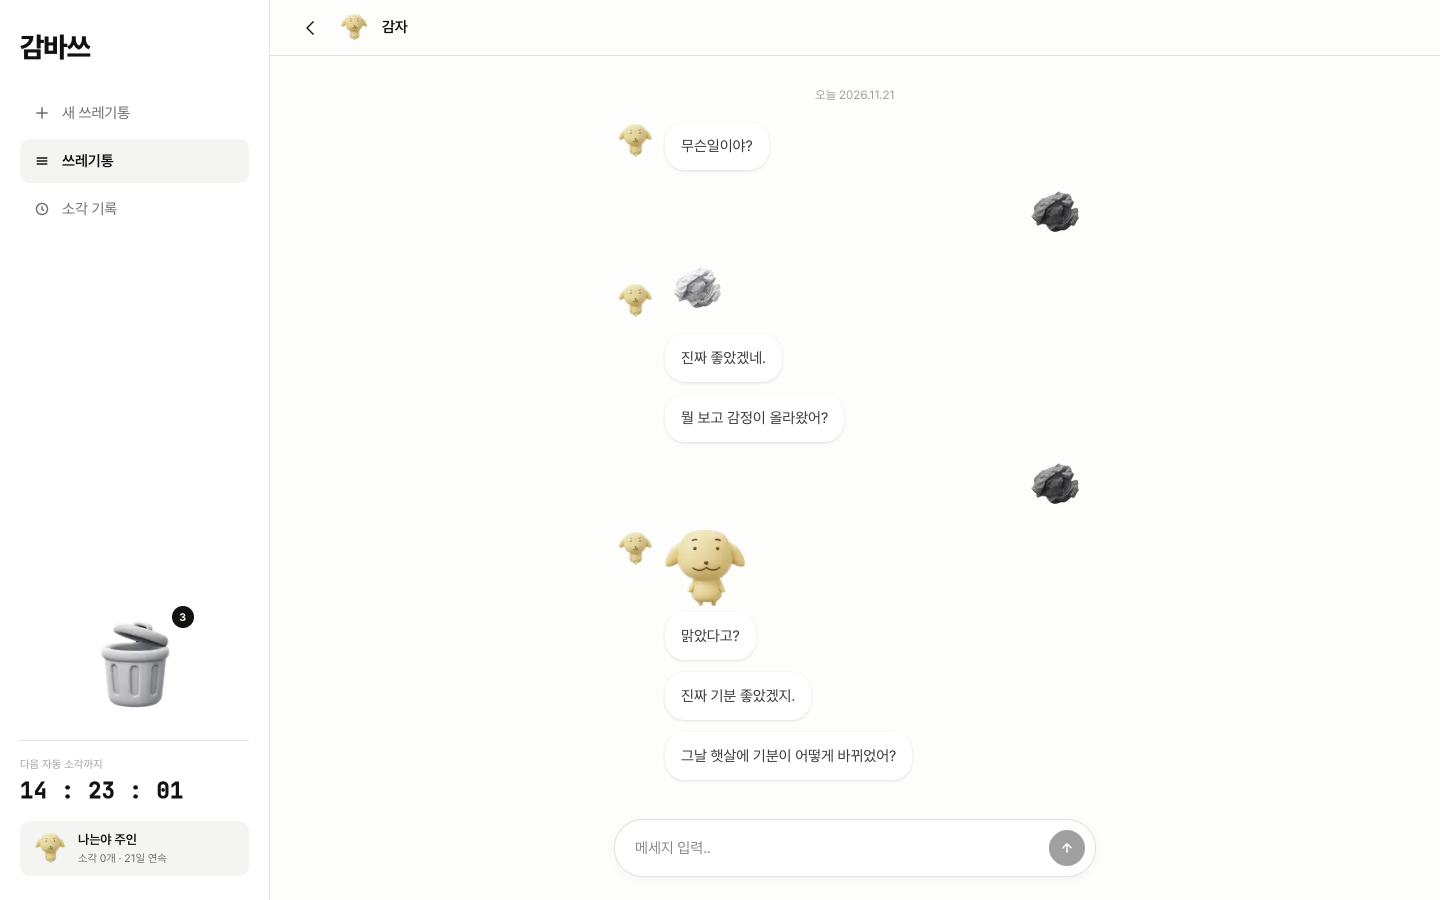 감바쓰
새 쓰레기통
쓰레기통
소각 기록
3
다음 자동 소각까지
14 : 23 : 01
나는야 주인
소각 0개 · 21일 연속
감자
오늘 2026.11.21
무슨일이야?
진짜 좋았겠네.
뭘 보고 감정이 올라왔어?
맑았다고?
진짜 기분 좋았겠지.
그날 햇살에 기분이 어떻게 바뀌었어?
메세지 입력..